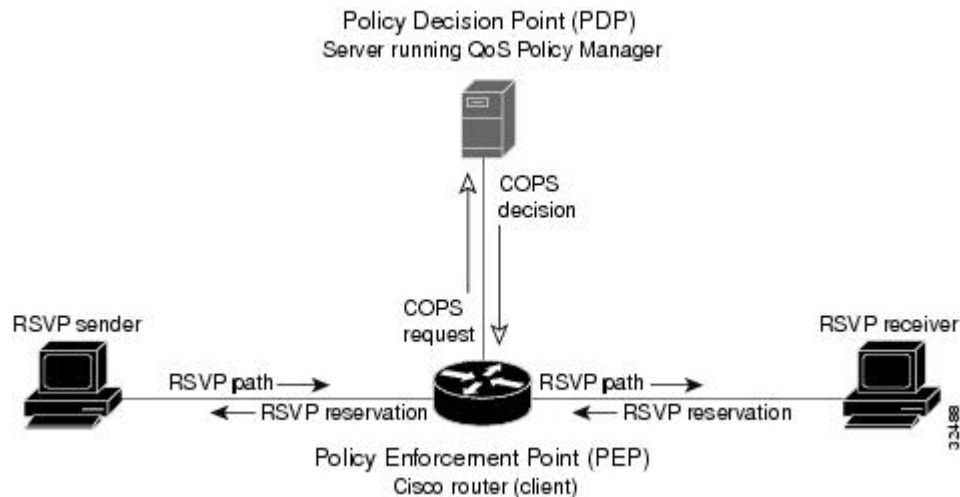 Policy Decision Point (PDP)
Server running QoS Policy Manager
COPS
decision
COPS
request
RSVP sender
RSVP receiver
RSVP path
RSVP reservation
RSVP path
RSVP reservation
32488
Policy Enforcement Point (PEP)
Cisco router (client)